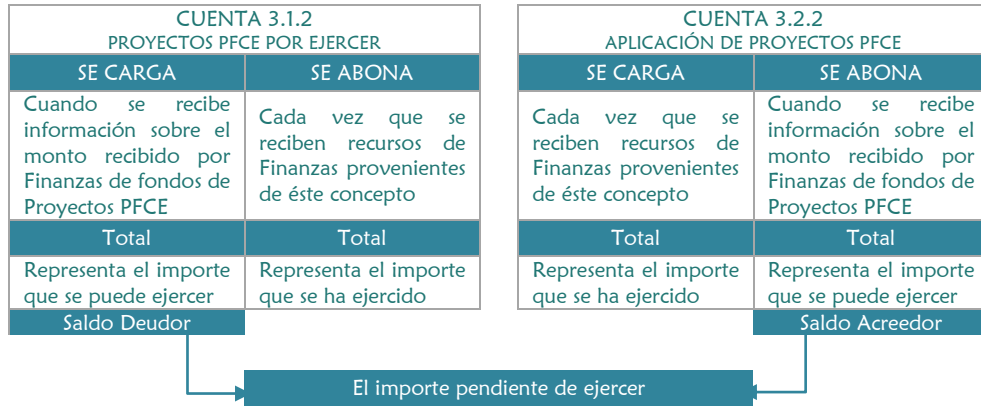 CUENTA 3.1.2
PROYECTOS PFCE POR EJERCER
SE CARGA
SE ABONA
Cuando se recibe
información sobre el
monto recibido por
Finanzas de fondos de
Proyectos PFCE
Cada vez que se
reciben recursos de
Finanzas provenientes
de éste concepto
Total
Total
Representa el importe
que se puede ejercer
Representa el importe
que se ha ejercido
Saldo Deudor
CUENTA 3.2.2
APLICACIÓN DE PROYECTOS PFCE
SE CARGA
SE ABONA
Cada vez que se
reciben recursos de
Finanzas provenientes
de éste concepto
Cuando se recibe
información sobre el
monto recibido por
Finanzas de fondos de
Proyectos PFCE
Total
Total
Representa el importe
que se ha ejercido
Representa el importe
que se puede ejercer
Saldo Acreedor
El importe pendiente de ejercer